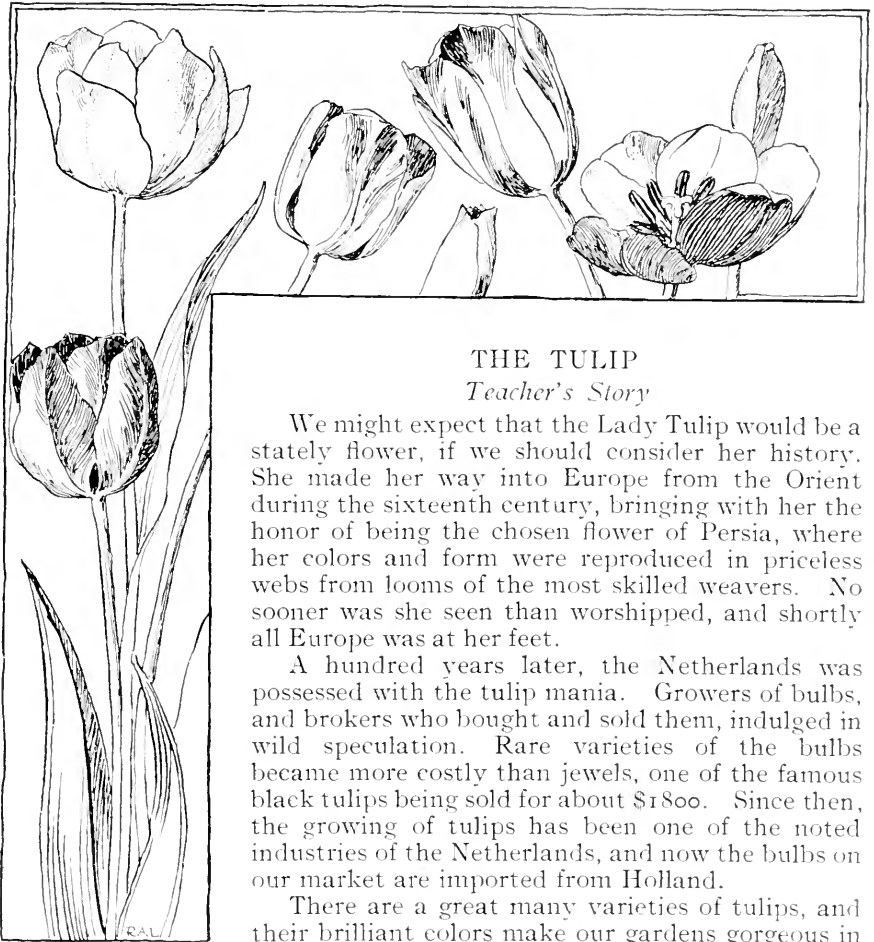 THE TULIP
Teacher's Story
We might expect that the Lady Tulip would be a
stately flower, if we should consider her history.
She made her way into Europe from the Orient
during the sixteenth century, bringing with her the
honor of being the chosen flower of Persia, where
her colors and form were reproduced in priceless
webs from looms of the most skilled weavers. No
sooner was she seen than worshipped, and shortly
all Europe was at her feet.
A hundred years later, the Netherlands was
possessed with the tulip mania. Growers of bulbs,
and brokers who bought and sold them, indulged in
wild speculation. Rare varieties of the bulbs
became more costly than jewels, one of the famous
black tulips being sold for about $1800. Since then,
the growing of tulips has been one of the noted
industries of the Netherlands, and now the bulbs on
our market are imported from Holland.
There are a great many varieties of tulips, and
their brilliant colors make our gardens gorgeous in
R.A.L.